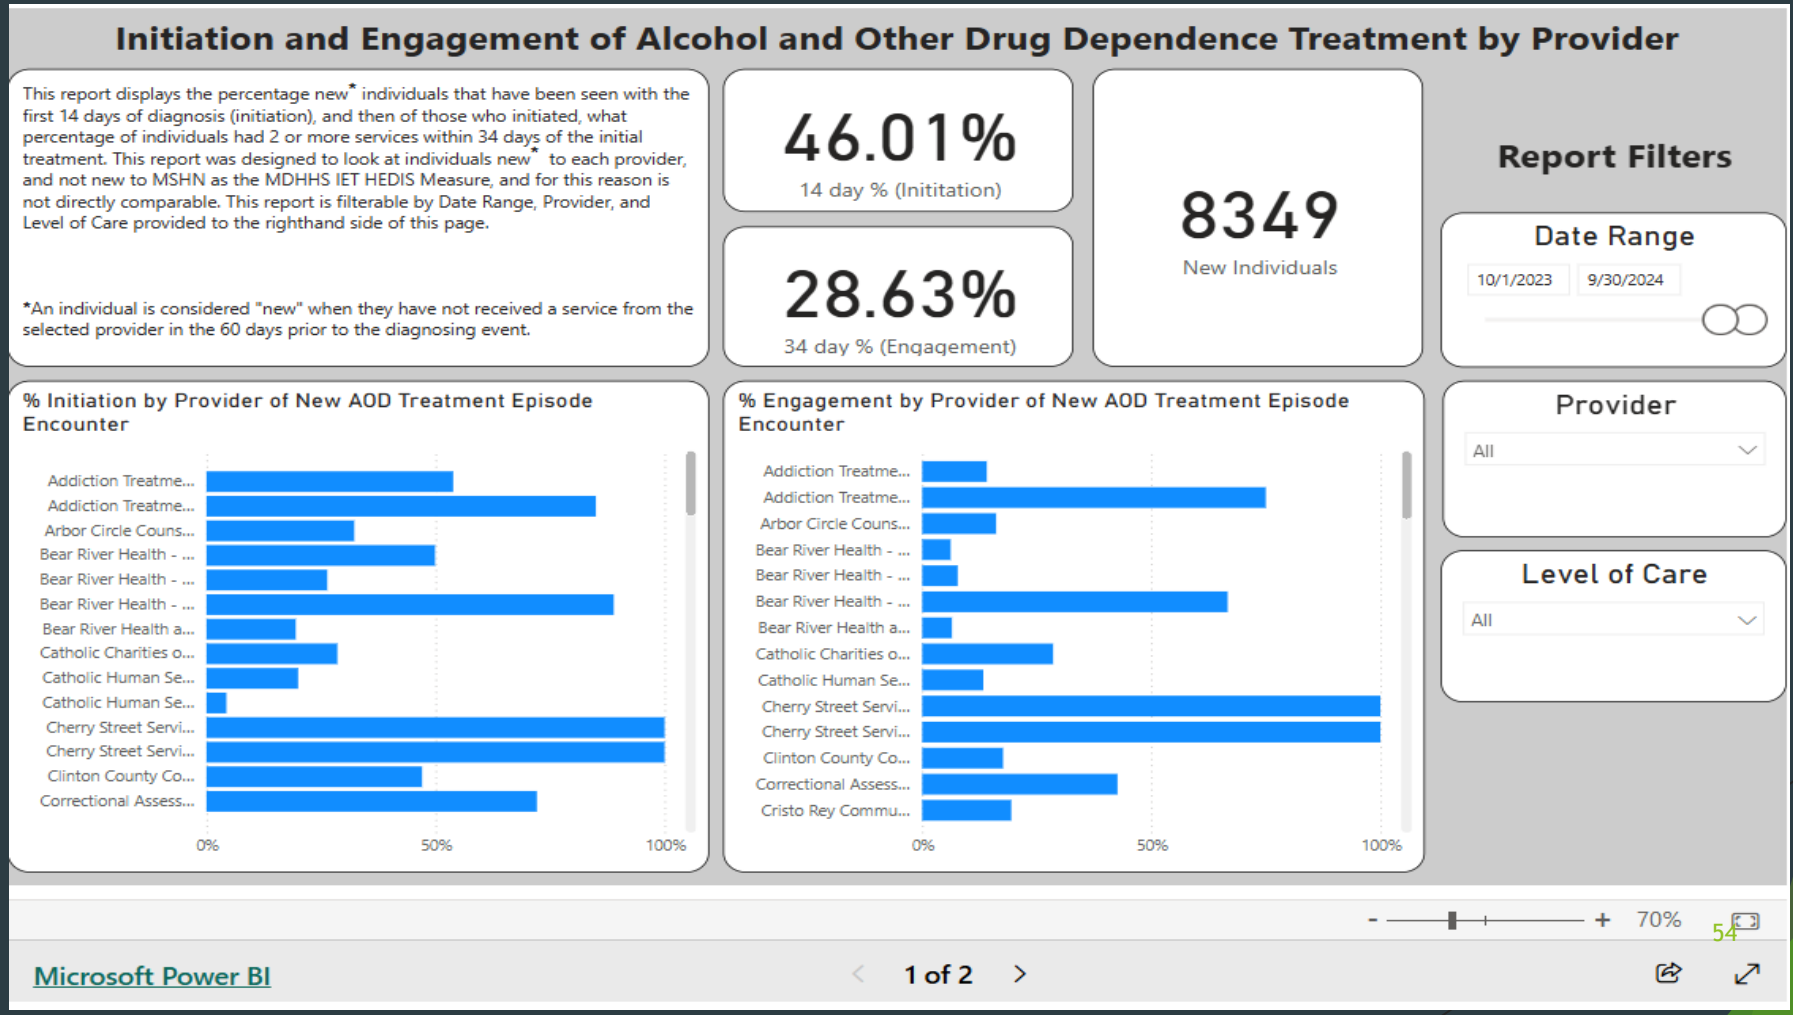 Initiation and Engagement of Alcohol and Other Drug Dependence Treatment by Provider
This report displays the percentage new* individuals that have been seen with the
first 14 days of diagnosis (initiation), and then of those who initiated, what
percentage of individuals had 2 or more services within 34 days of the initial
treatment. This report was designed to look at individuals new* to each provider,
and not new to MSHN as the MDHHS IET HEDIS Measure, and for this reason is
not directly comparable. This report is filterable by Date Range, Provider, and
Level of Care provided to the righthand side of this page.
*An individual is considered "new" when they have not received a service from the
selected provider in the 60 days prior to the diagnosing event.
46.01%
14 day % (Inititation)
28.63%
34 day % (Engagement)
8349
New Individuals
Report Filters
Date Range
10/1/2023 9/30/2024
Provider
All
Level of Care
All
% Initiation by Provider of New AOD Treatment Episode
Encounter
Addiction Treatme...
Addiction Treatme...
Arbor Circle Couns...
Bear River Health - ...
Bear River Health - ...
Bear River Health - ...
Bear River Health a...
Catholic Charities o...
Catholic Human Se...
Catholic Human Se...
Cherry Street Servi...
Cherry Street Servi...
Clinton County Co...
Correctional Assess...
0% 50% 100%
% Engagement by Provider of New AOD Treatment Episode
Encounter
Addiction Treatme...
Addiction Treatme...
Arbor Circle Couns...
Bear River Health - ...
Bear River Health - ...
Bear River Health - ...
Bear River Health a...
Catholic Charities o...
Catholic Human Se...
Cherry Street Servi...
Cherry Street Servi...
Clinton County Co...
Correctional Assess...
Cristo Rey Commu...
0% 50% 100%
- + 70%
54
Microsoft Power BI
1 of 2